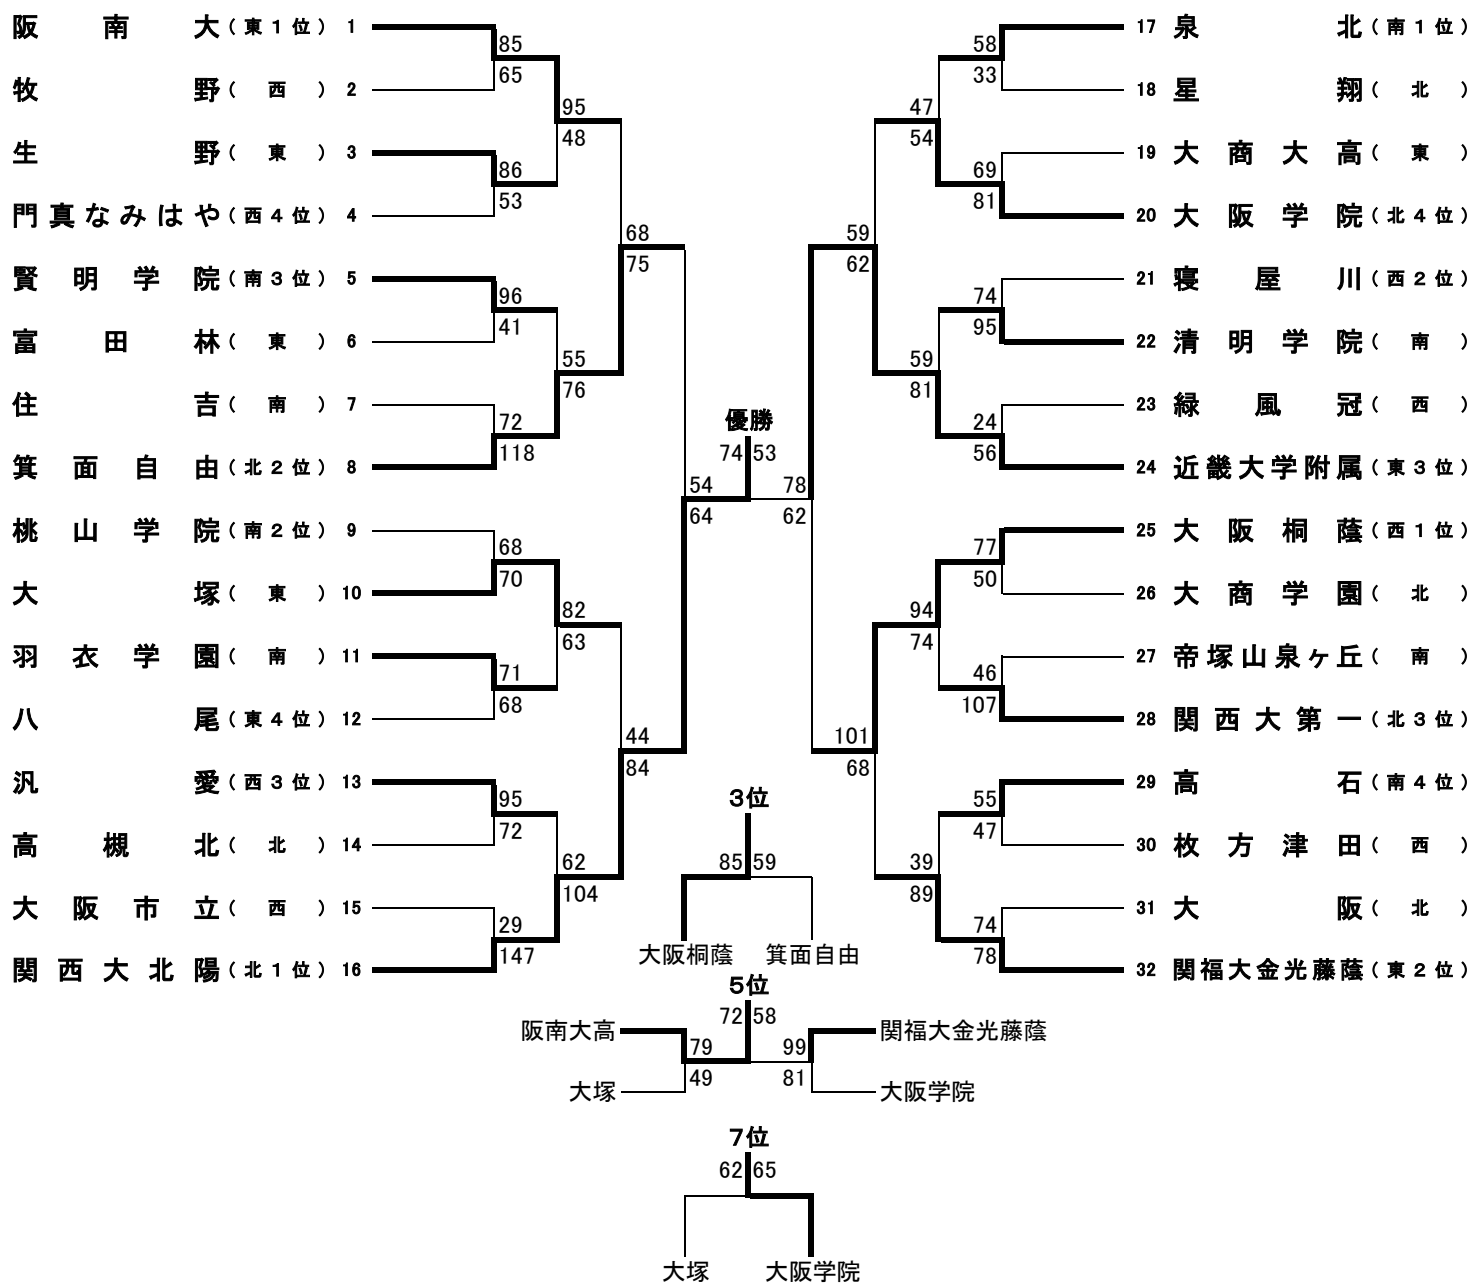 阪南大(東1位) 1
牧野(西) 2
生野(東) 3
門真なみはや(西4位) 4
賢明学院(南3位) 5
富田林(東) 6
住吉(南) 7
箕面自由(北2位) 8
桃山学院(南2位) 9
大塚(東) 10
羽衣学園(南) 11
八尾(東4位) 12
汎愛(西3位) 13
高槻北(北) 14
大阪市立(西) 15
関西大北陽(北1位) 16
85
65
86
53
96
41
72
118
68
70
71
68
95
72
29
147
95
48
55
76
82
63
62
104
68
75
44
84
54
64
優勝
74 53
78
62
59
62
101
68
47
54
59
81
94
74
39
89
58
33
69
81
74
95
24
56
77
50
46
107
55
47
74
78
17 泉北(南1位)
18 星翔(北)
19 大商大高(東)
20 大阪学院(北4位)
21 寝屋川(西2位)
22 清明学院(南)
23 緑風冠(西)
24 近畿大学附属(東3位)
25 大阪桐蔭(西1位)
26 大商学園(北)
27 帝塚山泉ヶ丘(南)
28 関西大第一(北3位)
29 高石(南4位)
30 枚方津田(西)
31 大阪(北)
32 関福大金光藤蔭(東2位)
3位
85 59
大阪桐蔭 箕面自由
5位
72 58
阪南大高 関福大金光藤蔭
79 99
49 81
大塚 大阪学院
7位
62 65
大塚 大阪学院